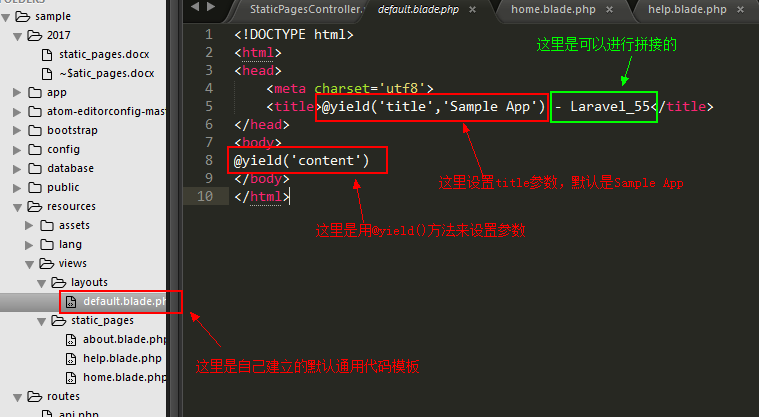 FOLDERS
sample
2017
static_pages.docx
~$atic_pages.docx
app
atom-editorconfig-mast
bootstrap
config
database
public
resources
assets
lang
views
layouts
default.blade.ph
static_pages
about.blade.php
help.blade.php
home.blade.php
routes
api.php
StaticPagesController.
default.blade.php ×
home.blade.php ×
help.blade.php ×
1 <!DOCTYPE html>
2 <html>
3 <head>
4 <meta charset='utf8'>
5 <title>@yield('title','Sample App') - Laravel_55</title>
6 </head>
7 <body>
8 @yield('content')
9 </body>
10 </html>
这里是可以进行拼接的
这里设置title参数，默认是Sample App
这里是用@yield()方法来设置参数
这里是自己建立的默认通用代码模板